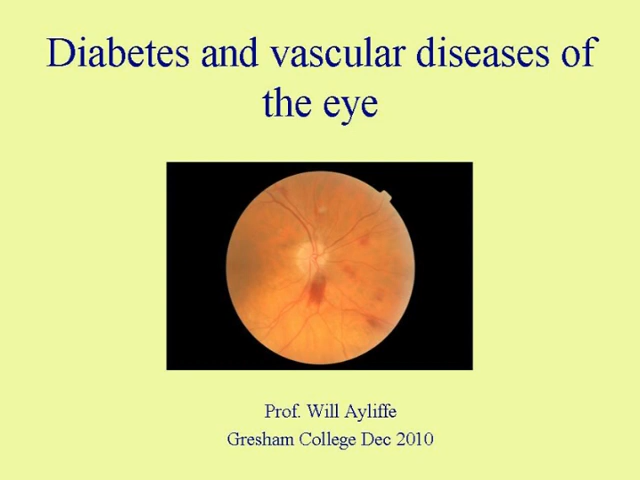 Diabetes and vascular diseases of
the eye
Prof. Will Ayliffe
Gresham College Dec 2010